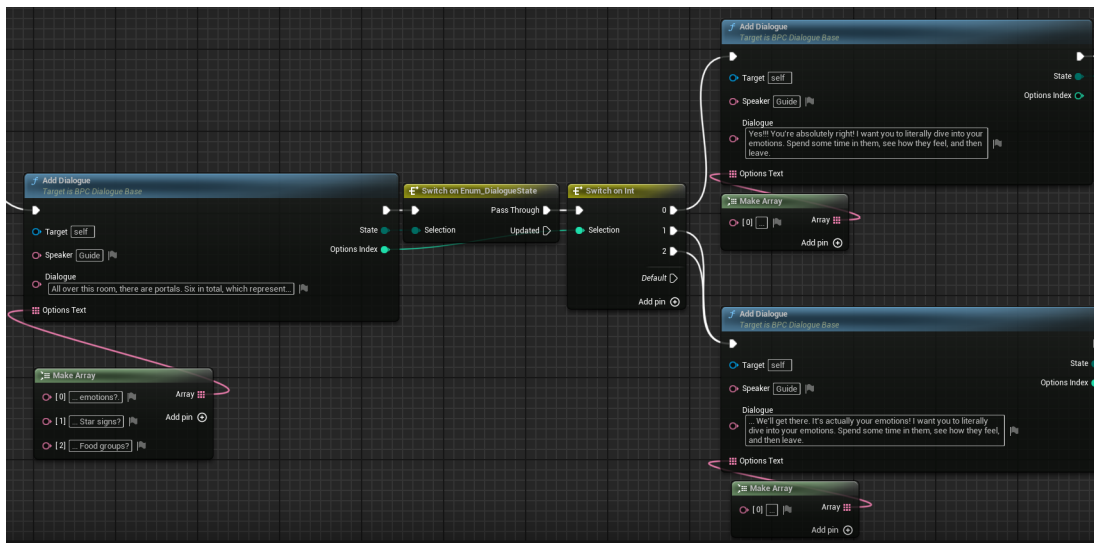 Add Dialogue
Target is BPC Dialogue Base
Target self
State
Speaker Guide
Options Index
Dialogue
Yes!!! You're absolutely right! I want you to literally dive into your
emotions. Spend some time in them, see how they feel, and then
leave.
Options Text
Make Array
[0] ...
Array
Add pin
Add Dialogue
Target is BPC Dialogue Base
Target self
State
Speaker Guide
Options Index
Dialogue
All over this room, there are portals. Six in total, which represent...
Options Text
Switch on Enum_DialogueState
Pass Through
Selection
Updated
Switch on Int
0
Selection
1
2
Default
Add pin
Make Array
[0] ... emotions?.
Array
[1] ... Star signs?
Add pin
[2] ... Food groups?
Add Dialogue
Target is BPC Dialogue Base
Target self
State
Speaker Guide
Options Index
Dialogue
... We'll get there. It's actually your emotions! I want you to literally
dive into your emotions. Spend some time in them, see how they feel,
and then leave.
Options Text
Make Array
[0] ...
Array
Add pin